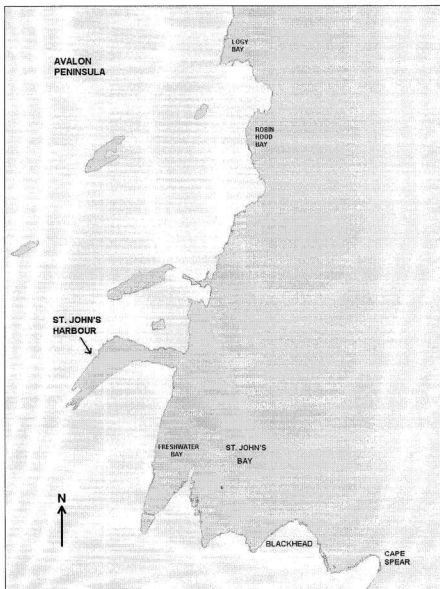 LOGY
BAY
AVALON
PENINSULA
ROBIN
HOOD
BAY
ST. JOHN'S
HARBOUR
FRESHWATER
BAY
ST. JOHN'S
BAY
N
BLACKHEAD
CAPE
SPEAR